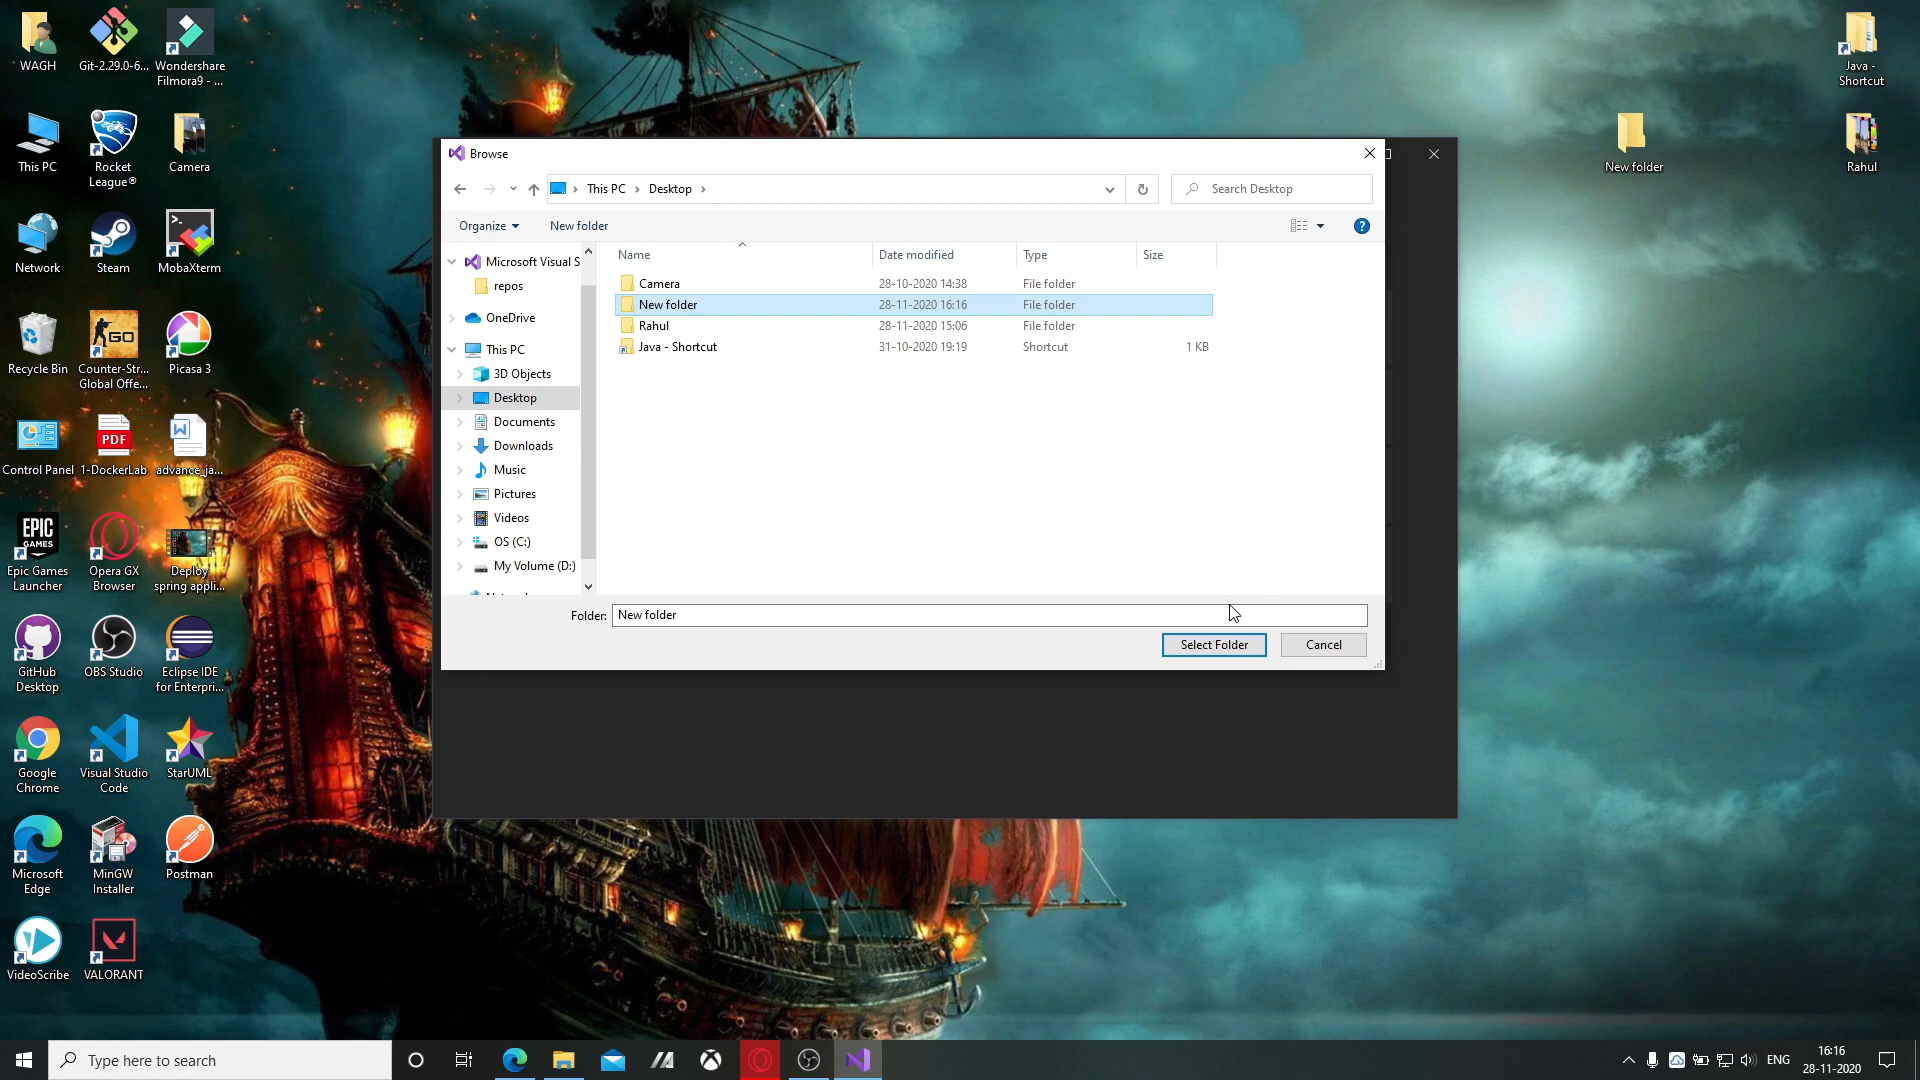 WAGH
Git-2.29.0-6...
Wondershare
Filmora9 - ...
This PC
Rocket
League®
Camera
Network
Steam
MobaXterm
Recycle Bin
GO
Counter-Str...
Global Offe...
Picasa 3
Control Panel
PDF
1-DockerLab
W
advance_ja...
EPIC
GAMES
Epic Games
Launcher
Opera GX
Browser
Deploy
spring appli...
GitHub
Desktop
OBS Studio
Eclipse IDE
for Enterpri...
Google
Chrome
Visual Studio
Code
StarUML
Microsoft
Edge
MinGW
Installer
Postman
VideoScribe
VALORANT
Java -
Shortcut
New folder
Rahul
Browse
This PC
Desktop
Search Desktop
Organize
New folder
?
Microsoft Visual S
repos
OneDrive
This PC
3D Objects
Desktop
Documents
Downloads
Music
Pictures
Videos
OS (C:)
My Volume (D:)
Name
Date modified
Type
Size
Camera 28-10-2020 14:38 File folder
New folder 28-11-2020 16:16 File folder
Rahul 28-11-2020 15:06 File folder
Java - Shortcut 31-10-2020 19:19 Shortcut 1 KB
Folder: New folder
Select Folder
Cancel
Type here to search
ENG
16:16
28-11-2020